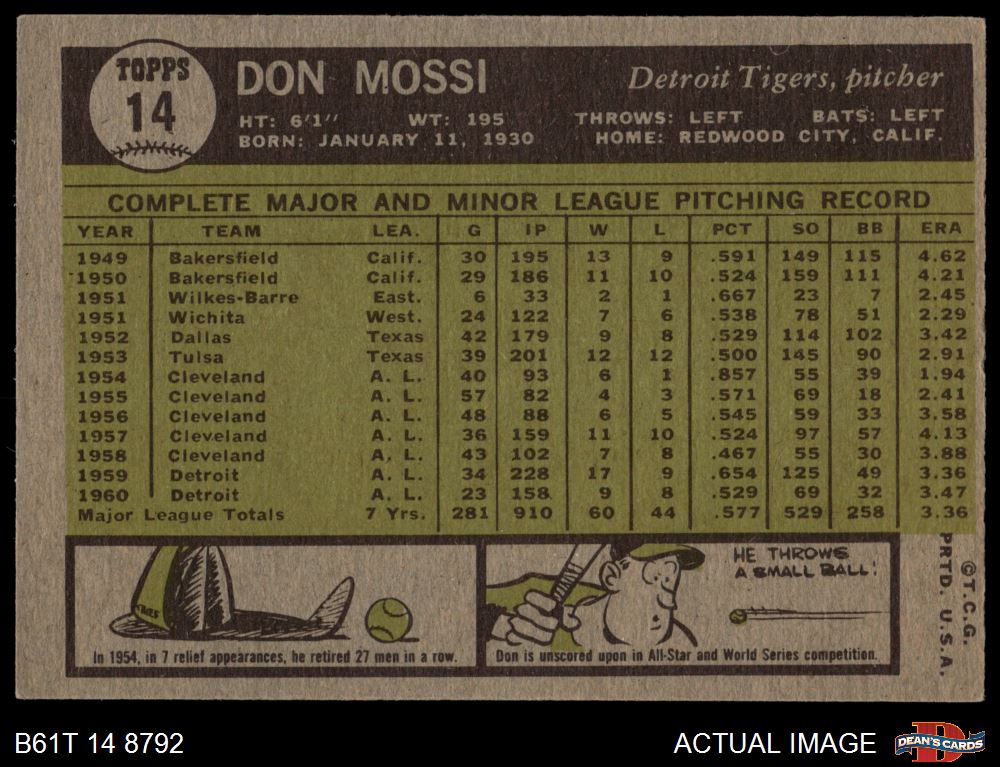 TOPPS
14
DON MOSSI
Detroit Tigers, pitcher
HT: 6'1" WT: 195 THROWS: LEFT BATS: LEFT
BORN: JANUARY 11, 1930 HOME: REDWOOD CITY, CALIF.
COMPLETE MAJOR AND MINOR LEAGUE PITCHING RECORD
YEAR TEAM LEA. G IP W L PCT SO BB ERA
1949 Bakersfield Calif. 30 195 13 9 .591 149 115 4.62
1950 Bakersfield Calif. 29 186 11 10 .524 159 111 4.21
1951 Wilkes-Barre East. 6 33 2 1 .667 23 7 2.45
1951 Wichita West. 24 122 7 6 .538 78 51 2.29
1952 Dallas Texas 42 179 9 8 .529 114 102 3.42
1953 Tulsa Texas 39 201 12 12 .500 145 90 2.91
1954 Cleveland A. L. 40 93 6 1 .857 55 39 1.94
1955 Cleveland A. L. 57 82 4 3 .571 69 18 2.41
1956 Cleveland A. L. 48 88 6 5 .545 59 33 3.58
1957 Cleveland A. L. 36 159 11 10 .524 97 57 4.13
1958 Cleveland A. L. 43 102 7 8 .467 55 30 3.88
1959 Detroit A. L. 34 228 17 9 .654 125 49 3.36
1960 Detroit A. L. 23 158 9 8 .529 69 32 3.47
Major League Totals 7 Yrs. 281 910 60 44 .577 529 258 3.36
In 1954, in 7 relief appearances, he retired 27 men in a row.
HE THROWS
A SMALL BALL!
Don is unscored upon in All-Star and World Series competition.
©T.C.G.
PRTD. U.S.A.
B61T 14 8792
ACTUAL IMAGE
D
DEAN'S CARDS